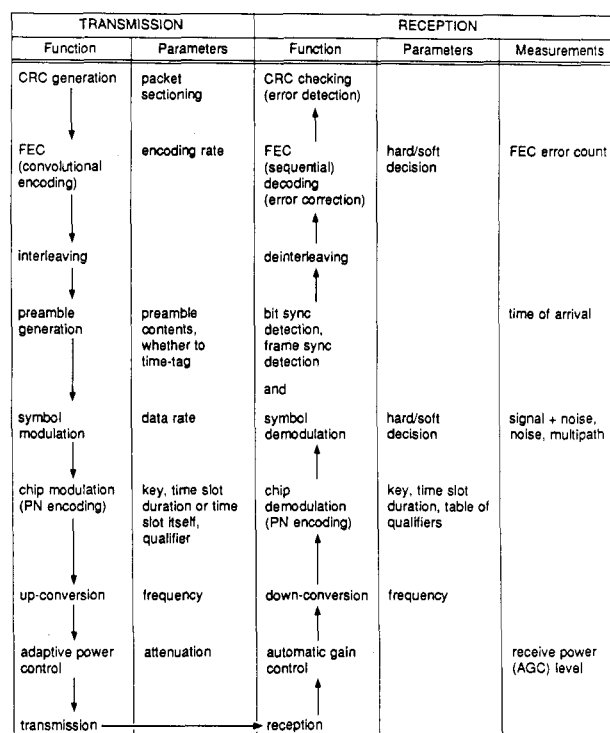 TRANSMISSION
RECEPTION
Function
Parameters
Function
Parameters
Measurements
CRC generation
packet
sectioning
CRC checking
(error detection)
FEC
(convolutional
encoding)
encoding rate
FEC
(sequential)
decoding
(error correction)
hard/soft
decision
FEC error count
interleaving
deinterleaving
preamble
generation
preamble
contents,
whether to
time-tag
bit sync
detection,
frame sync
detection
time of arrival
and
symbol
modulation
data rate
symbol
demodulation
hard/soft
decision
signal + noise,
noise, multipath
chip modulation
(PN encoding)
key, time slot
duration or time
slot itself,
qualifier
chip
demodulation
(PN encoding)
key, time slot
duration, table of
qualifiers
up-conversion
frequency
down-conversion
frequency
adaptive power
control
attenuation
automatic gain
control
receive power
(AGC) level
transmission
reception